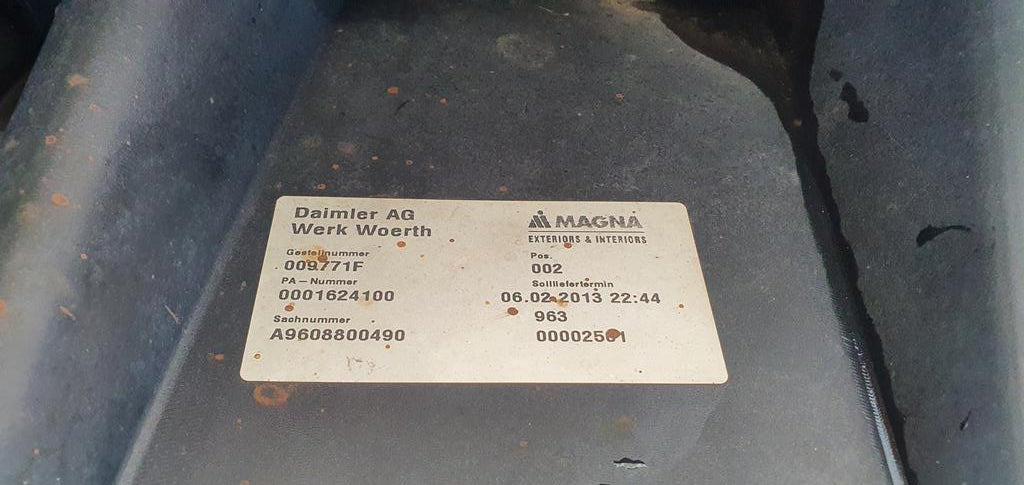 Daimler AG
Werk Woerth
MAGNA
EXTERIORS & INTERIORS
Gestellnummer
009771F
Pos.
002
PA-Nummer
0001624100
Solliefertermin
06.02.2013 22:44
963
Sachnummer
A9608800490